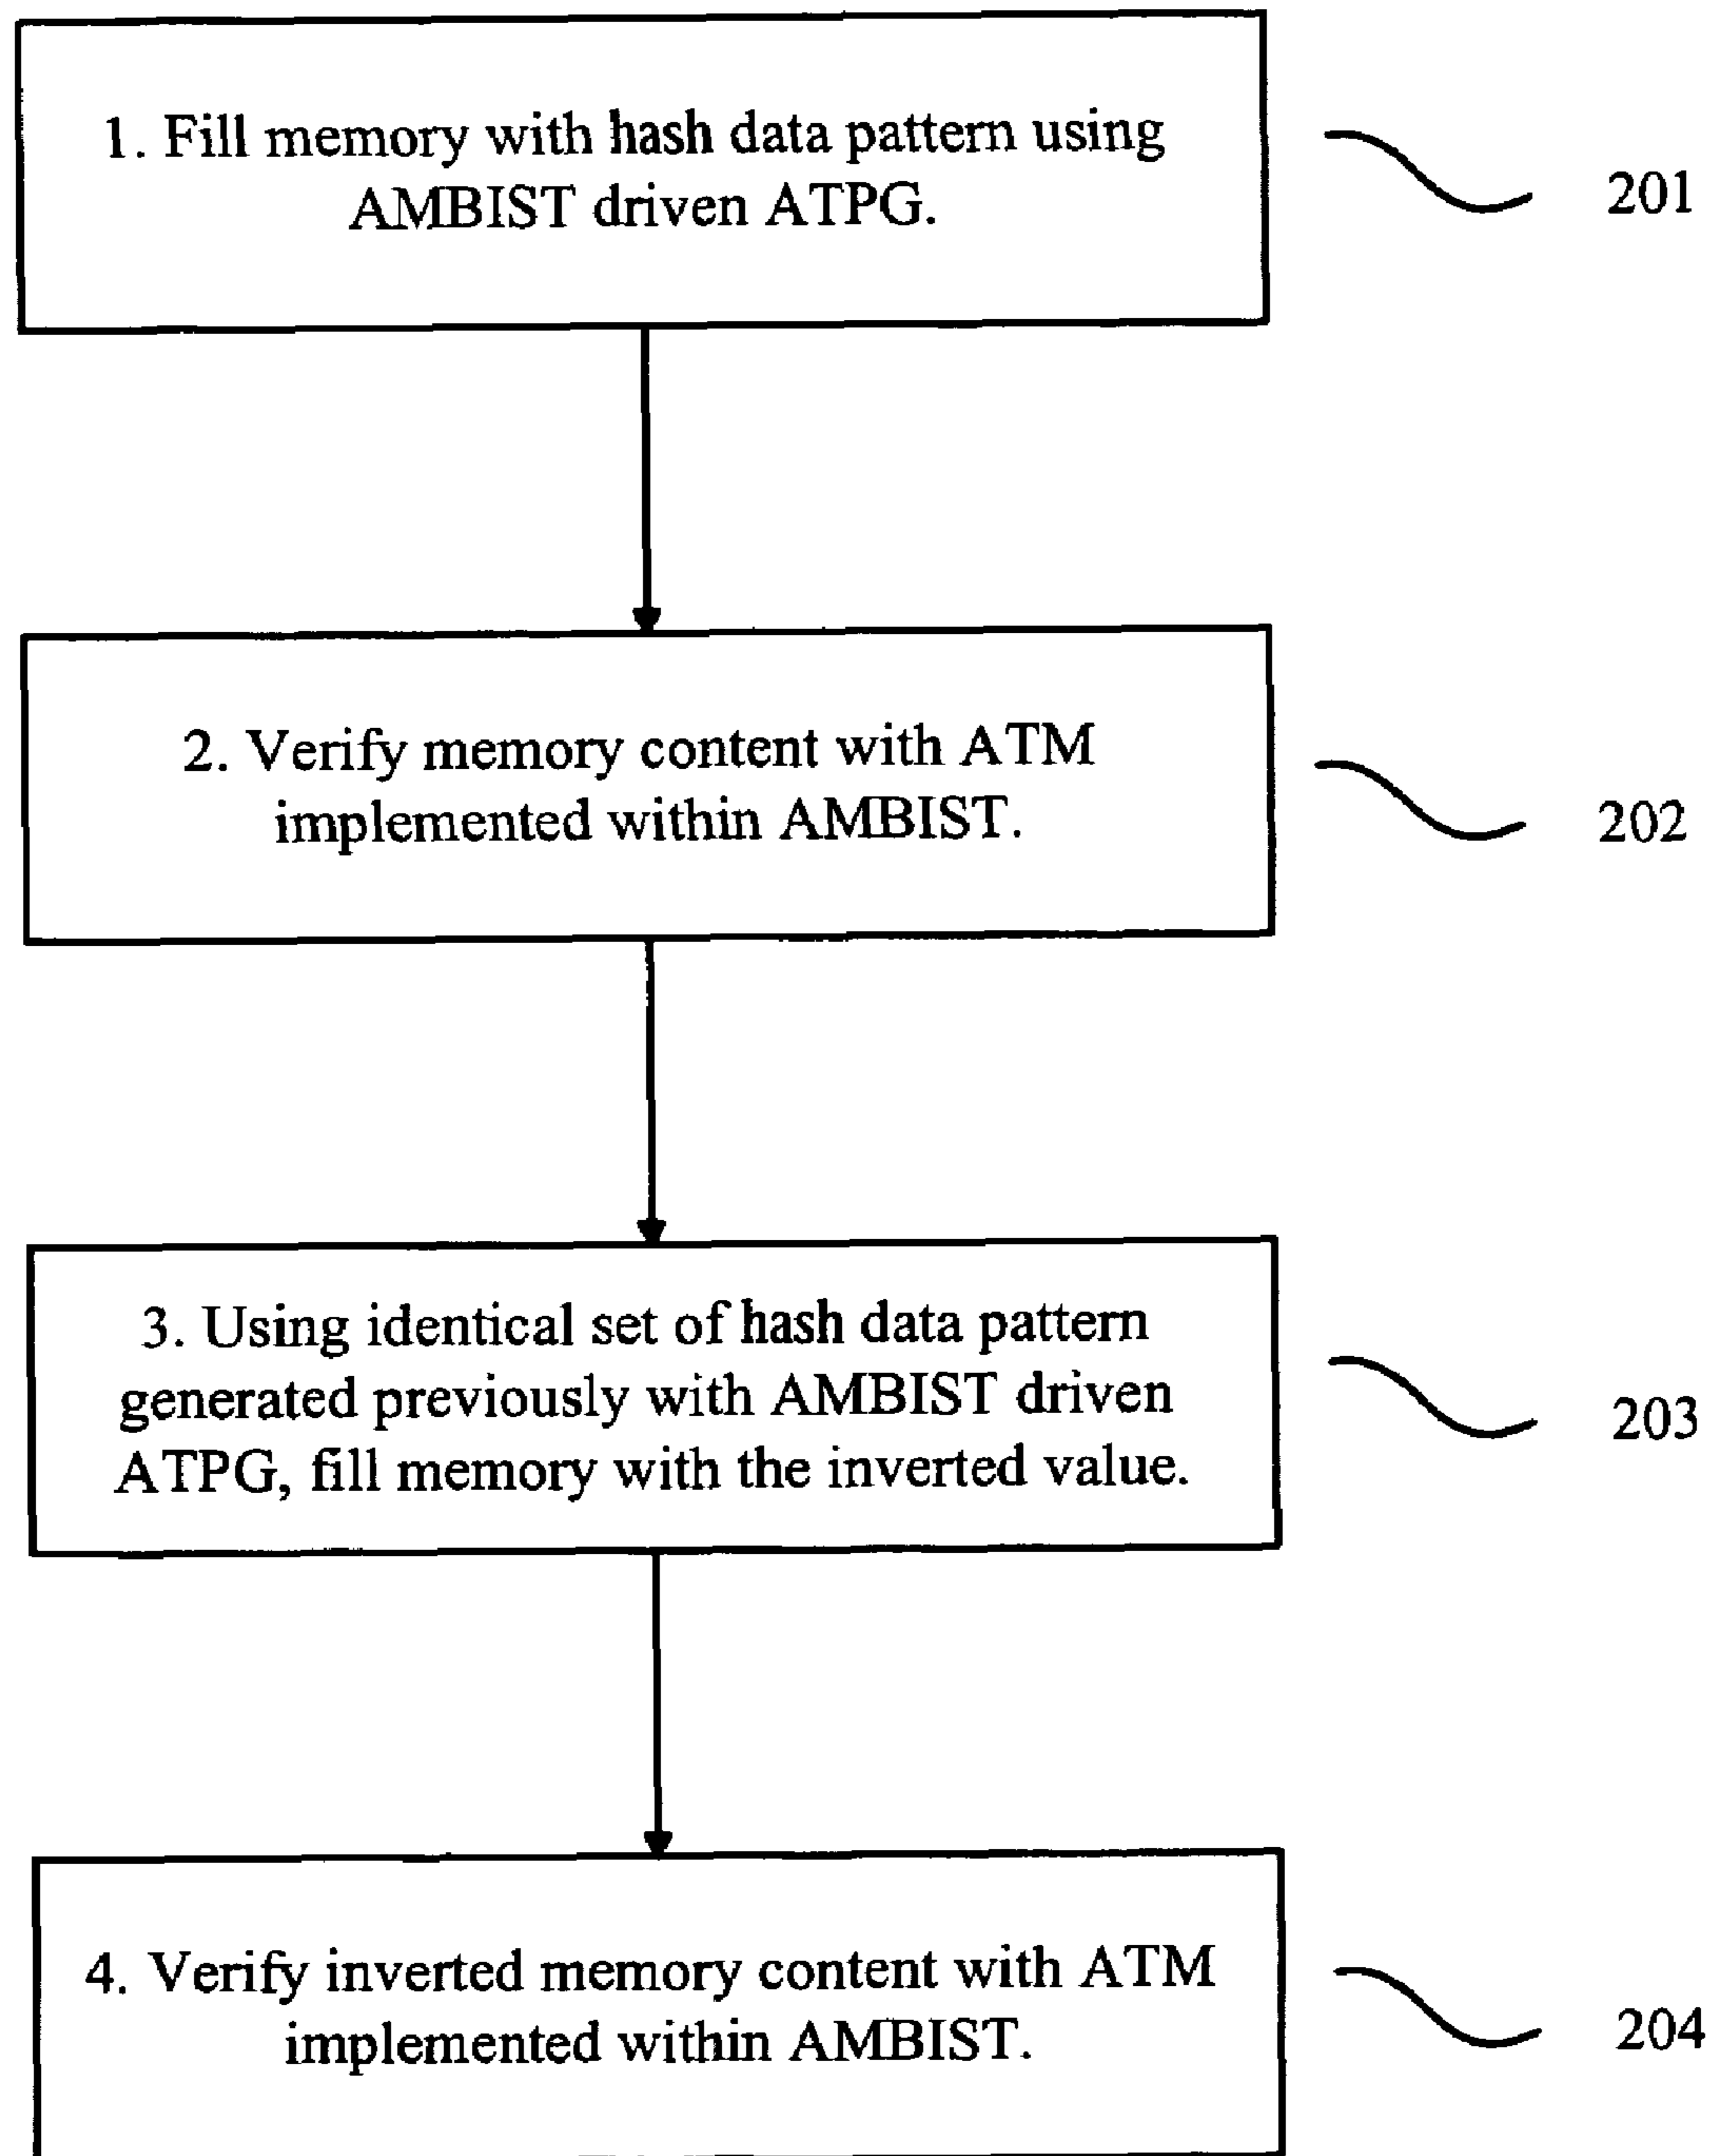 1. Fill memory with hash data pattern using
AMBIST driven ATPG.
201
2. Verify memory content with ATM
implemented within AMBIST.
202
3. Using identical set of hash data pattern
generated previously with AMBIST driven
ATPG, fill memory with the inverted value.
203
4. Verify inverted memory content with ATM
implemented within AMBIST.
204